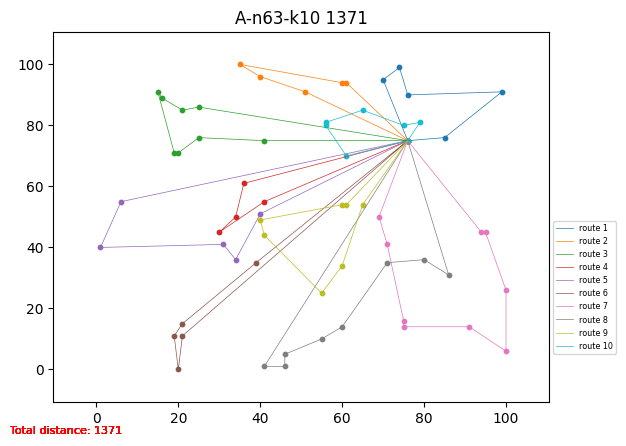 A-n63-k10 1371
100
80
60
40
20
0
0
20
40
60
80
100
route 1
route 2
route 3
route 4
route 5
route 6
route 7
route 8
route 9
route 10
Total distance: 1371